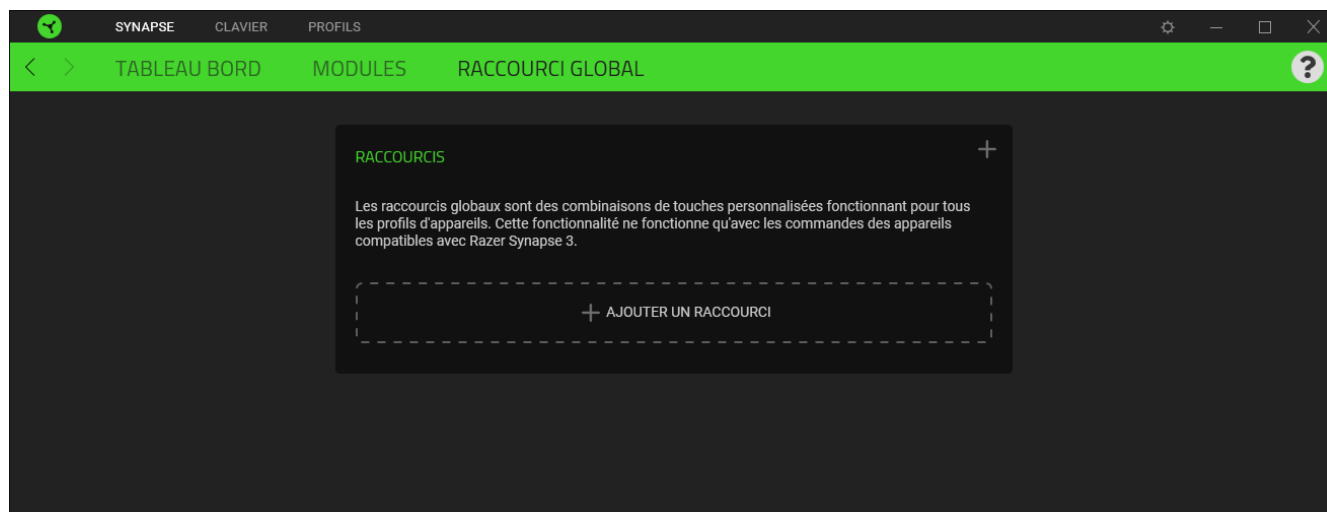 SYNAPSE CLAVIER PROFILS
TABLEAU BORD MODULES RACCOURCI GLOBAL ?
RACCOURCIS
Les raccourcis globaux sont des combinaisons de touches personnalisées fonctionnant pour tous
les profils d'appareils. Cette fonctionnalité ne fonctionne qu'avec les commandes des appareils
compatibles avec Razer Synapse 3.
AJOUTER UN RACCOURCI